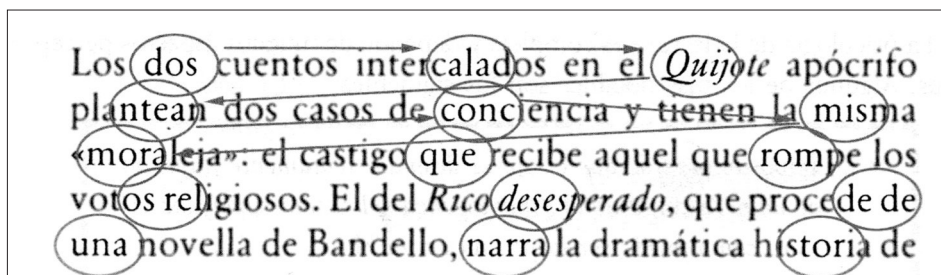 Los dos cuentos intercalados en el Quijote apócrifo
plantean dos casos de conciencia y tienen la misma
«moraleja»: el castigo que recibe aquel que rompe los
votos religiosos. El del Rico desesperado, que procede de
una novella de Bandello, narra la dramática historia de